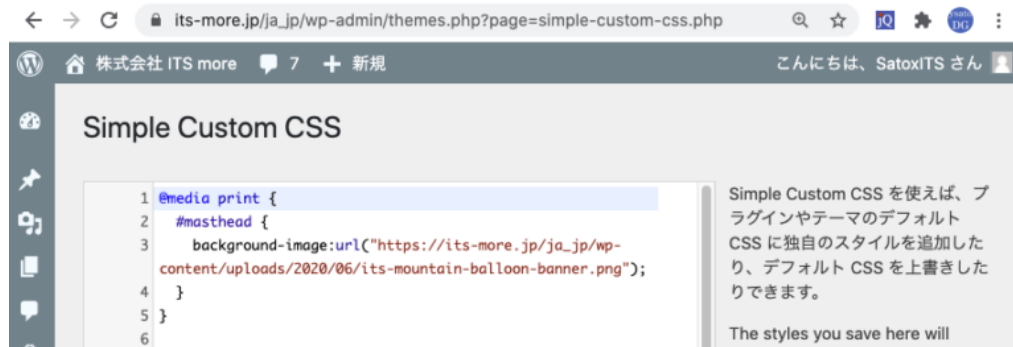 its-more.jp/ja_jp/wp-admin/themes.php?page=simple-custom-css.php
jQ
DG
株式会社 ITS more 7 + 新規 こんにちは、SatoxITS さん
Simple Custom CSS
1 @media print {
2 #masthead {
3 background-image:url("https://its-more.jp/ja_jp/wp-
content/uploads/2020/06/its-mountain-balloon-banner.png");
4 }
5 }
6
Simple Custom CSS を使えば、プ
ラグインやテーマのデフォルト
CSS に独自のスタイルを追加した
り、デフォルト CSS を上書きした
りできます。
The styles you save here will